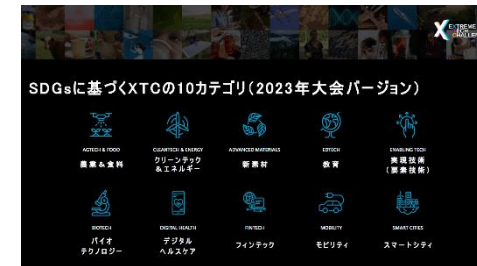 EXTREME
TECH
CHALLENGE
SDGsに基づくXTCの10カテゴリ(2023年大会バージョン)
AGTECH & FOOD
農業&食料
CLEANTECH & ENERGY
クリーンテック
&エネルギー
ADVANCED MATERIALS
新素材
EDTECH
教育
ENABLING TECH
実現技術
(要素技術)
BIOTECH
バイオ
テクノロジー
DIGITAL HEALTH
デジタル
ヘルスケア
FINTECH
フィンテック
MOBILITY
モビリティ
SMART CITIES
スマートシティ